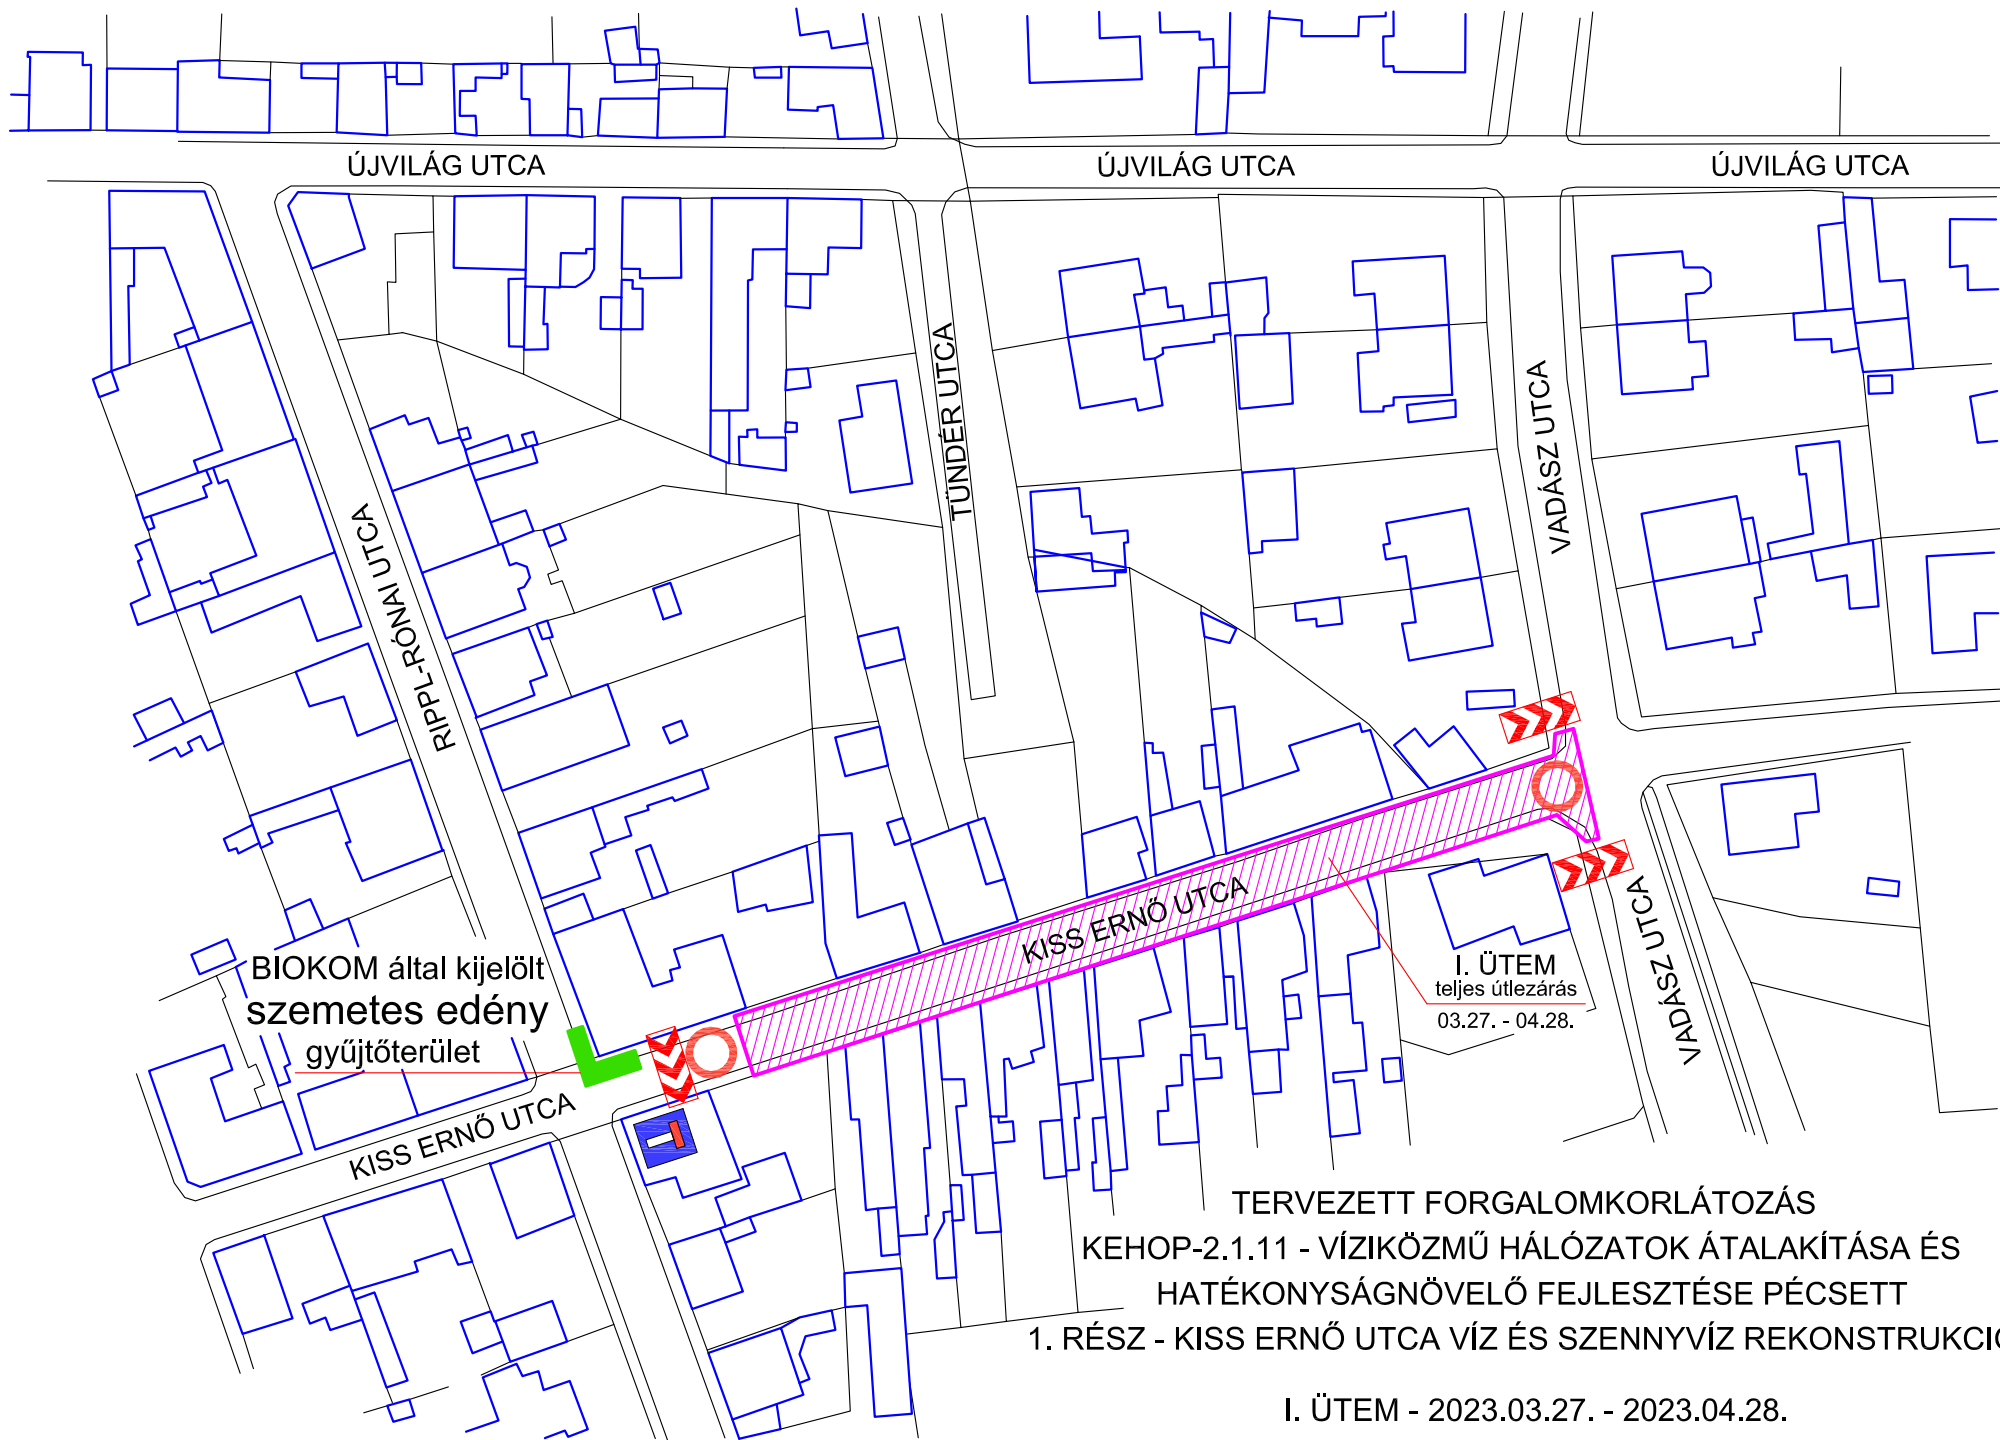 ÚJVILÁG UTCA
ÚJVILÁG UTCA
ÚJVILÁG UTCA
TÜNDÉR UTCA
VADÁSZ UTCA
RIPPL-RÓNAI UTCA
KISS ERNŐ UTCA
VADÁSZ UTCA
BIOKOM által kijelölt
szemetes edény
gyűjtőterület
I. ÜTEM
teljes útlezárás
03.27. - 04.28.
KISS ERNŐ UTCA
TERVEZETT FORGALOMKORLÁTOZÁS
KEHOP-2.1.11 - VÍZIKÖZMŰ HÁLÓZATOK ÁTALAKÍTÁSA ÉS
HATÉKONYSÁGNÖVELŐ FEJLESZTÉSE PÉCSETT
1. RÉSZ - KISS ERNŐ UTCA VÍZ ÉS SZENNYVÍZ REKONSTRUKCIÓ
I. ÜTEM - 2023.03.27. - 2023.04.28.